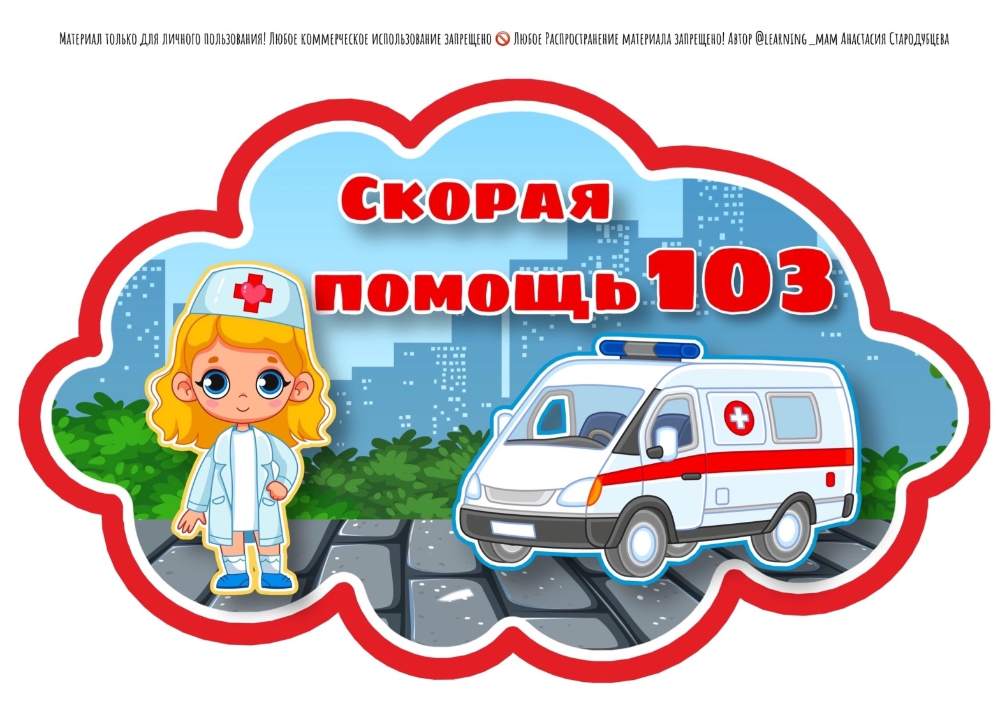 Материал только для личного пользования! Любое коммерческое использование запрещено 🚫 Любое Распространение материала запрещено! Автор @learning_mam Анастасия Стародубцева
Скорая
помощь 103